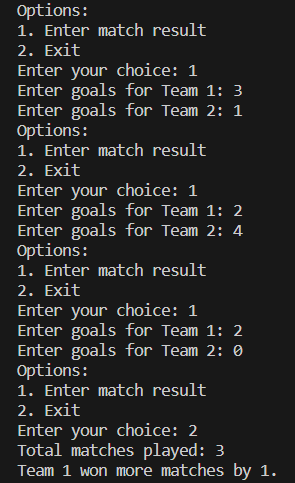 Options:
1. Enter match result
2. Exit
Enter your choice: 1
Enter goals for Team 1: 3
Enter goals for Team 2: 1
Options:
1. Enter match result
2. Exit
Enter your choice: 1
Enter goals for Team 1: 2
Enter goals for Team 2: 4
Options:
1. Enter match result
2. Exit
Enter your choice: 1
Enter goals for Team 1: 2
Enter goals for Team 2: 0
Options:
1. Enter match result
2. Exit
Enter your choice: 2
Total matches played: 3
Team 1 won more matches by 1.